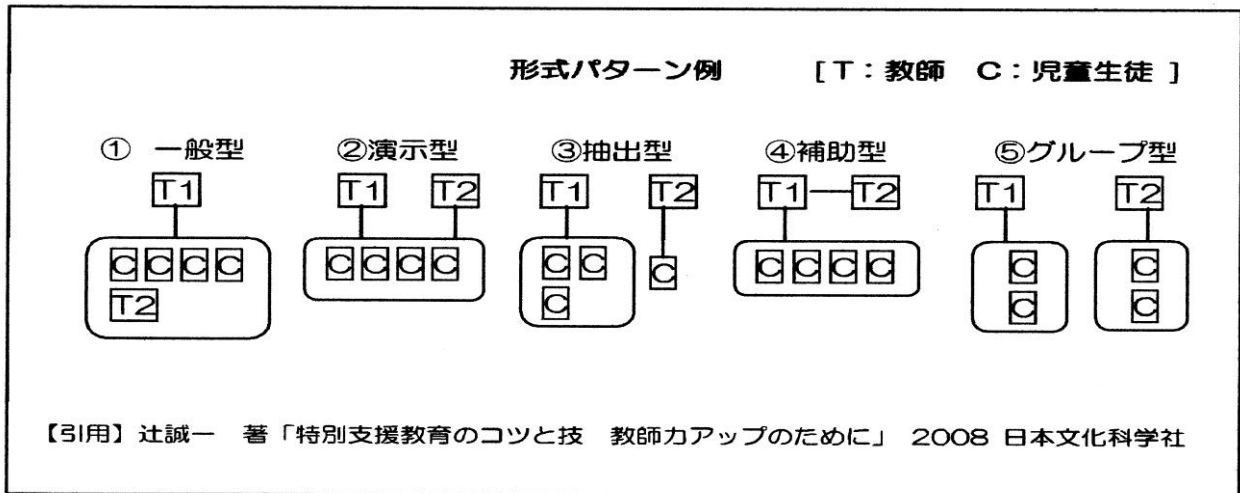 形式パターン例 [T:教師 C:児童生徒]
① 一般型 ②演示型 ③抽出型 ④補助型 ⑤グループ型
T1 T1 T2 T1 T2 T1 T2 T1 T2
C C C C C C C C C C C C C C C C
T2 C C C C
【引用】辻誠一 著「特別支援教育のコツと技 教師力アップのために」 2008 日本文化科学社